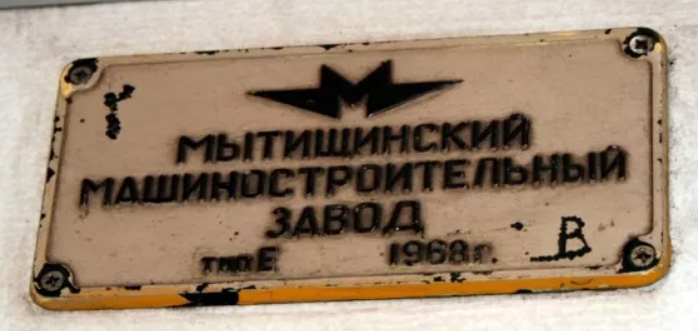 М
МЫТИЩИНСКИЙ
МАШИНОСТРОИТЕЛЬНЫЙ
ЗАВОД
тип Е 1968 г. В